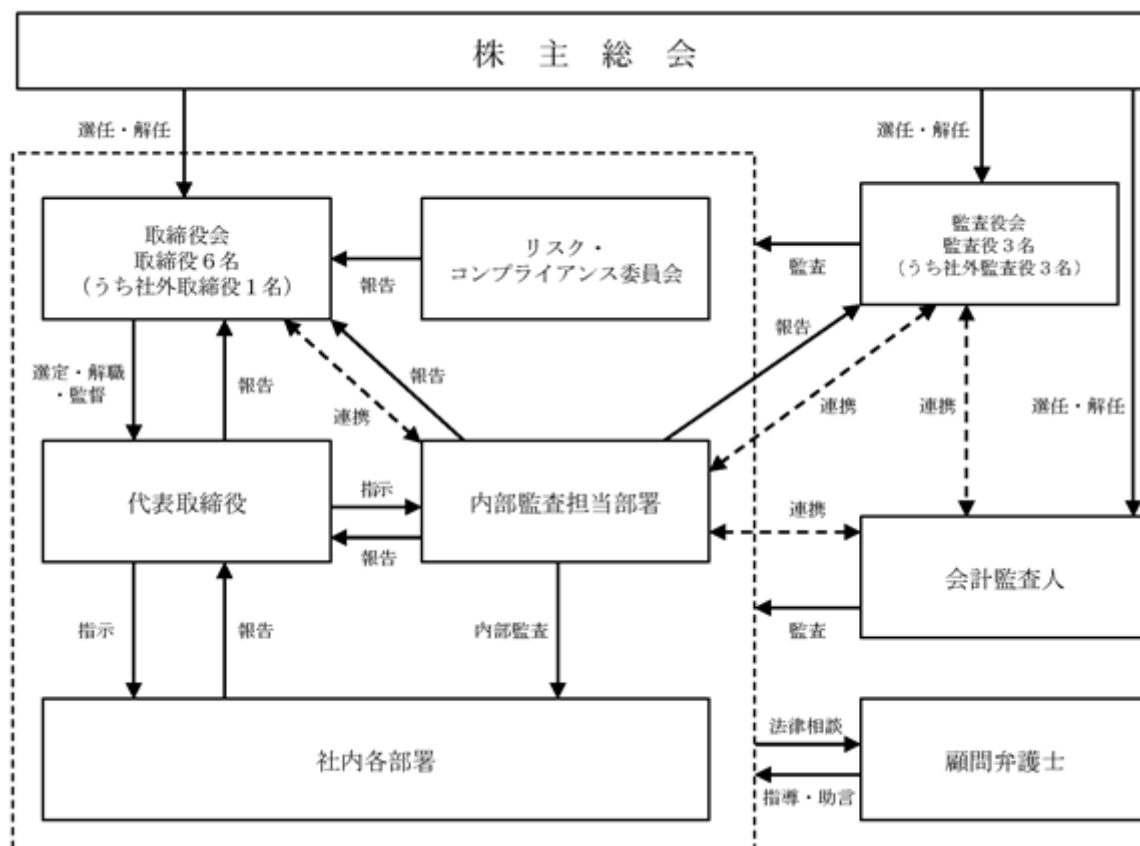 株 主 総 会
選任・解任
選任・解任
取締役会
取締役6名
(うち社外取締役1名)
報告
リスク・
コンプライアンス委員会
監査
監査役会
監査役3名
(うち社外監査役3名)
選定・解職
・監督
報告
連携
報告
報告
連携
連携
選任・解任
代表取締役
指示
報告
内部監査担当部署
連携
会計監査人
監査
指示
報告
内部監査
社内各部署
法律相談
指導・助言
顧問弁護士